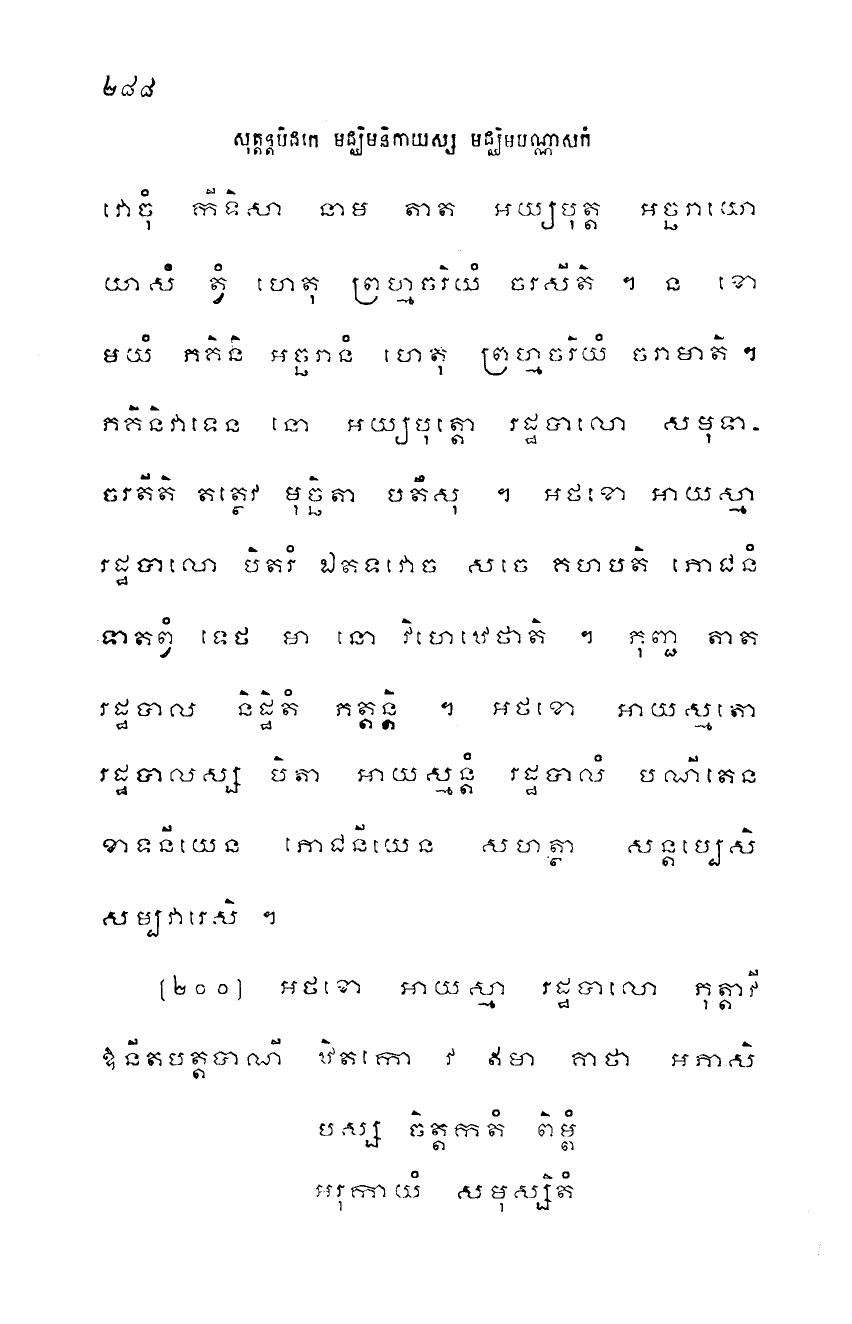 ២៨៨
សុត្តន្តបិដកេ មជ្ឈិមនិកាយស្ស មជ្ឈិមបណ្ណាសកំ
វោចុំ កីទិសា នាម តាត អយ្យបុត្ត អច្ឆរាយោ
យាសំ ត្វំ ហេតុ ព្រហ្មចរិយំ ចរសីតិ ។ ន ខោ
មយំ ភគិនិ អច្ឆរានំ ហេតុ ព្រហ្មចរិយំ ចរាមាតិ ។
ភគិនិវាទេន នោ អយ្យបុត្តោ រដ្ឋបាលោ សមុទា-
ចរតីតិ តត្ថេវ មុច្ឆិតា បតឹសុ ។ អថខោ អាយស្មា
រដ្ឋបាលោ បិតរំ ឯតទវោច សចេ គហបតិ ភោជនំ
ទាតព្វំ ទេថ មា នោ វិហេឋេថាតិ ។ ភុញ្ជ តាត
រដ្ឋបាល និដ្ឋិតំ ភត្តន្តិ ។ អថខោ អាយស្មតោ
រដ្ឋបាលស្ស បិតា អាយស្មន្តំ រដ្ឋបាលំ បណីតេន
ខាទនីយេន ភោជនីយេន សហត្ថា សន្តប្បេសិ
សម្បវារេសិ ។
[២០០] អថខោ អាយស្មា រដ្ឋបាលោ ភុត្តាវី
ឱនីតបត្តបាណី ឋិតកោ វ ឥមា គាថា អភាសិ
បស្ស ចិត្តកតំ ពិម្ពំ
អរុកាយំ សមុស្សិតំ